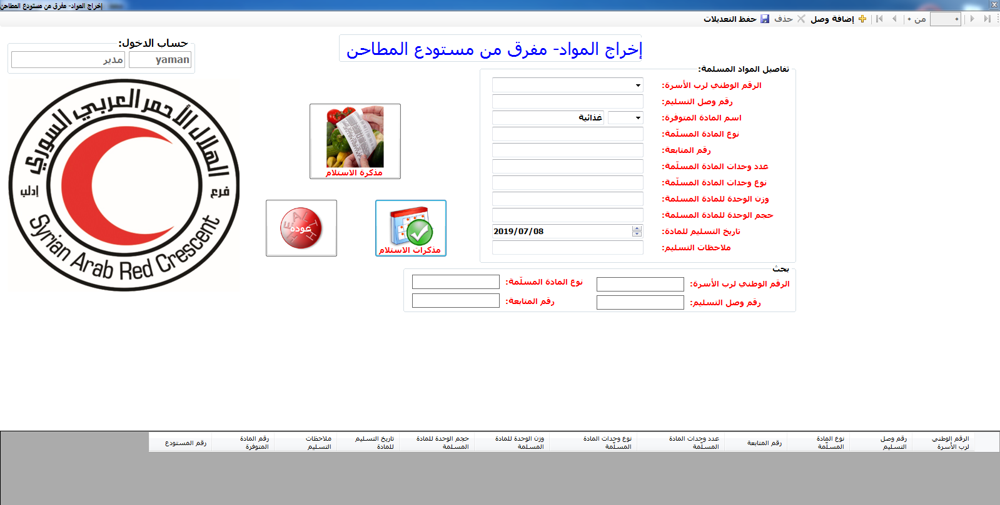 إخراج المواد- مفرق من مستودع المطاحن
من
إضافة وصل
حذف
حفظ التعديلات
إخراج المواد- مفرق من مستودع المطاحن
حساب الدخول:
yaman
مدير
الهلال الأحمر العربي السوري
فرع
إدلب
Syrian Arab Red Crescent
مذكرة الاستلام
مذكرات الاستلام
عودة
تفاصيل المواد المسلمة:
الرقم الوطني لرب الأسرة:
رقم وصل التسليم:
اسم المادة المتوفرة:
غذائية
نوع المادة المسلّمة:
رقم المتابعة:
عدد وحدات المادة المسلّمة:
نوع وحدات المادة المسلّمة:
وزن الوحدة للمادة المسلمة:
حجم الوحدة للمادة المسلمة:
تاريخ التسليم للمادة:
2019/07/08
ملاحظات التسليم:
بحث
الرقم الوطني لرب الأسرة:
نوع المادة المسلّمة:
رقم وصل التسليم:
رقم المتابعة:
الرقم الوطني لرب الأسرة
رقم وصل التسليم
نوع المادة المسلّمة
رقم المتابعة
عدد وحدات المادة المسلّمة
نوع وحدات المادة المسلّمة
وزن الوحدة للمادة المسلمة
حجم الوحدة للمادة المسلمة
تاريخ التسليم للمادة
ملاحظات التسليم
رقم المادة المتوفرة
رقم المستودع